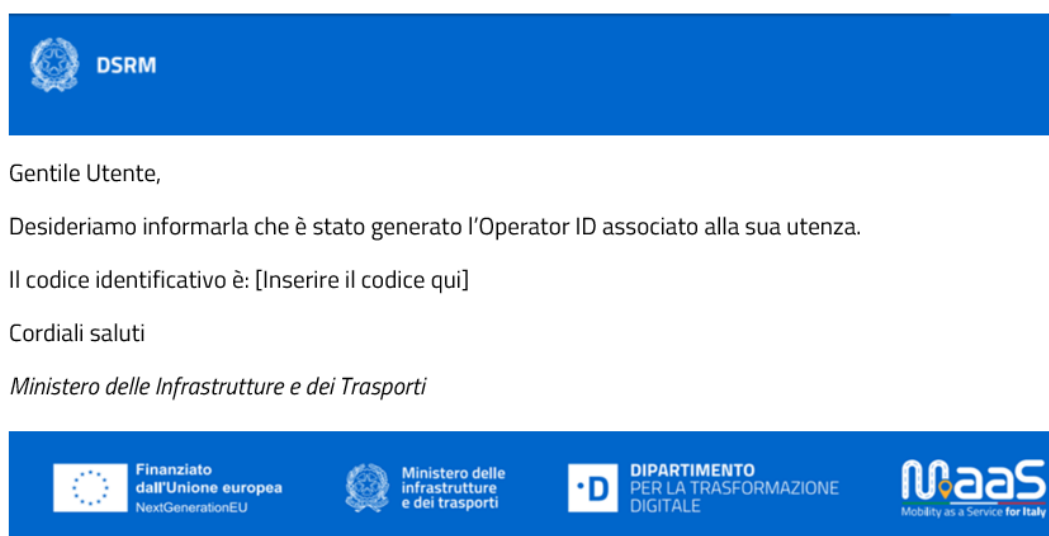 DSRM
Gentile Utente,
Desideriamo informarla che è stato generato l'Operator ID associato alla sua utenza.
Il codice identificativo è: [Inserire il codice qui]
Cordiali saluti
Ministero delle Infrastrutture e dei Trasporti
Finanziato
dall'Unione europea
NextGenerationEU
Ministero delle
infrastrutture
e dei trasporti
·D
DIPARTIMENTO
PER LA TRASFORMAZIONE
DIGITALE
MaaS
Mobility as a Service for Italy